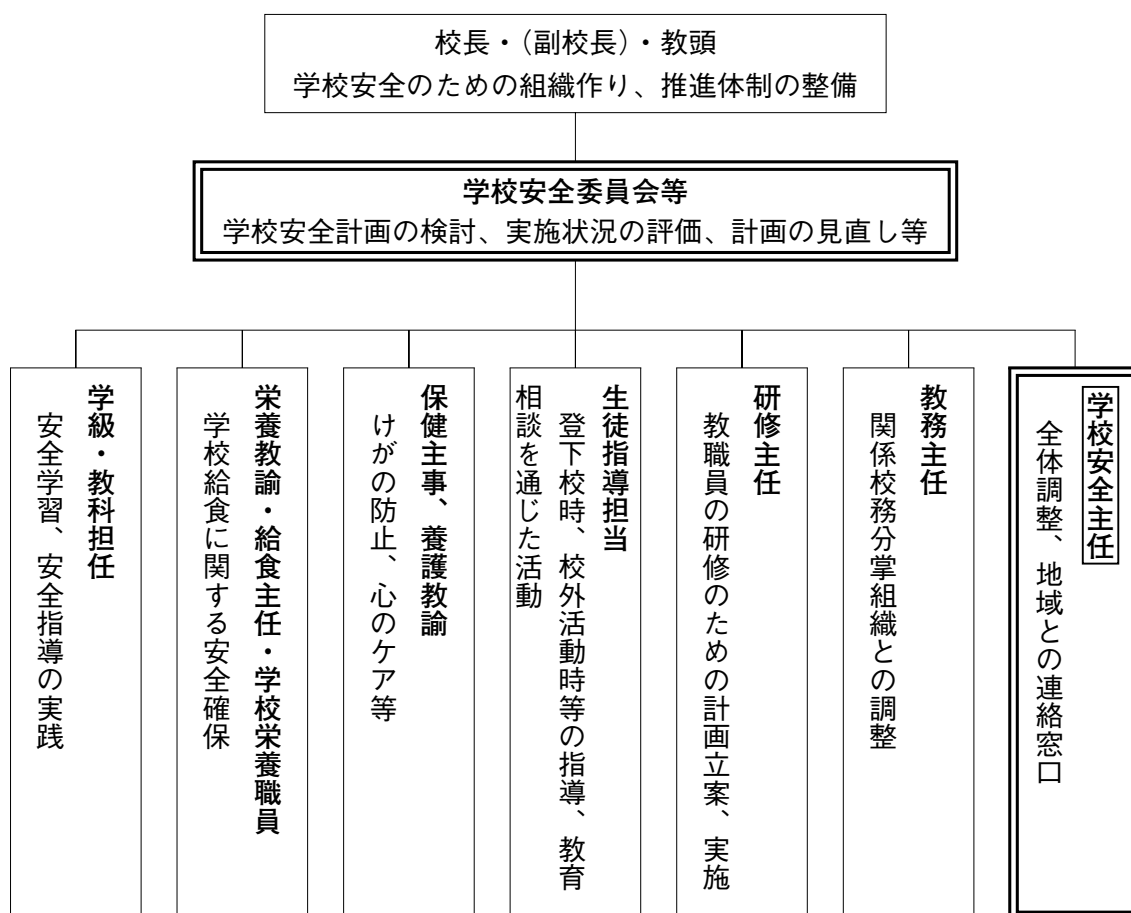 校長・(副校長)・教頭
学校安全のための組織作り、推進体制の整備
学校安全委員会等
学校安全計画の検討、実施状況の評価、計画の見直し等
学校安全主任
全体調整、地域との連絡窓口
教務主任
関係校務分掌組織との調整
研修主任
教職員の研修のための計画立案、実施
生徒指導担当
登下校時、校外活動時等の指導、教育
相談を通じた活動
保健主事、養護教諭
けがの防止、心のケア等
栄養教諭・給食主任・学校栄養職員
学校給食に関する安全確保
学級・教科担任
安全学習、安全指導の実践